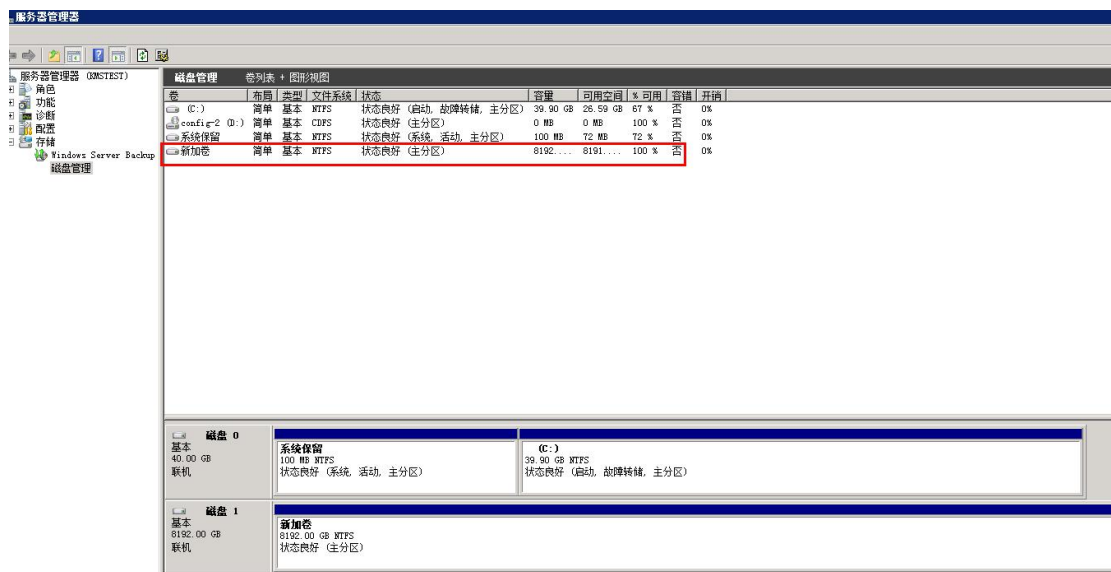 服务器管理器
服务器管理器 (KMSTEST)
角色
功能
诊断
配置
存储
Windows Server Backup
磁盘管理
磁盘管理 卷列表 + 图形视图
卷 布局 类型 文件系统 状态 容量 可用空间 % 可用 容错 开销
(C:) 简单 基本 NTFS 状态良好 (启动, 故障转储, 主分区) 39.90 GB 26.59 GB 67 % 否 0%
config-2 (D:) 简单 基本 CDFS 状态良好 (主分区) 0 MB 0 MB 100 % 否 0%
系统保留 简单 基本 NTFS 状态良好 (系统, 活动, 主分区) 100 MB 72 MB 72 % 否 0%
新加卷 简单 基本 NTFS 状态良好 (主分区) 8192.... 8191.... 100 % 否 0%
磁盘 0
基本
40.00 GB
联机
系统保留
100 MB NTFS
状态良好 (系统, 活动, 主分区)
(C:)
39.90 GB NTFS
状态良好 (启动, 故障转储, 主分区)
磁盘 1
基本
8192.00 GB
联机
新加卷
8192.00 GB NTFS
状态良好 (主分区)